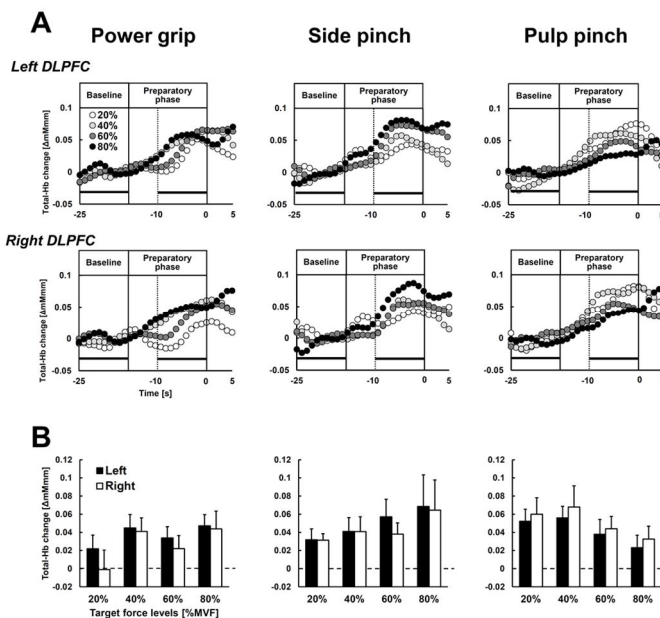 A
Power grip Side pinch Pulp pinch
Left DLPFC
Baseline Preparatory phase Baseline Preparatory phase Baseline Preparatory phase
Total-Hb change [ΔmMmm]
0.1 0.1 0.1
20%
40%
60%
80%
0.05 0.05 0.05
0 0 0
-0.05 -0.05 -0.05
-25 -10 0 5 -25 -10 0 5 -25 -10 0
Right DLPFC
Baseline Preparatory phase Baseline Preparatory phase Baseline Preparatory phase
Total-Hb change [ΔmMmm]
0.1 0.1 0.1
0.05 0.05 0.05
0 0 0
-0.05 -0.05 -0.05
-25 -10 0 5 -25 -10 0 5 -25 -10 0
Time [s]
B
Total-Hb change [ΔmMmm]
0.12 0.12 0.12
0.1 0.1 0.1
Left
Right
0.08 0.08 0.08
0.06 0.06 0.06
0.04 0.04 0.04
0.02 0.02 0.02
0 0 0
-0.02 -0.02 -0.02
20% 40% 60% 80% 20% 40% 60% 80% 20% 40% 60% 80%
Target force levels [%MVF]